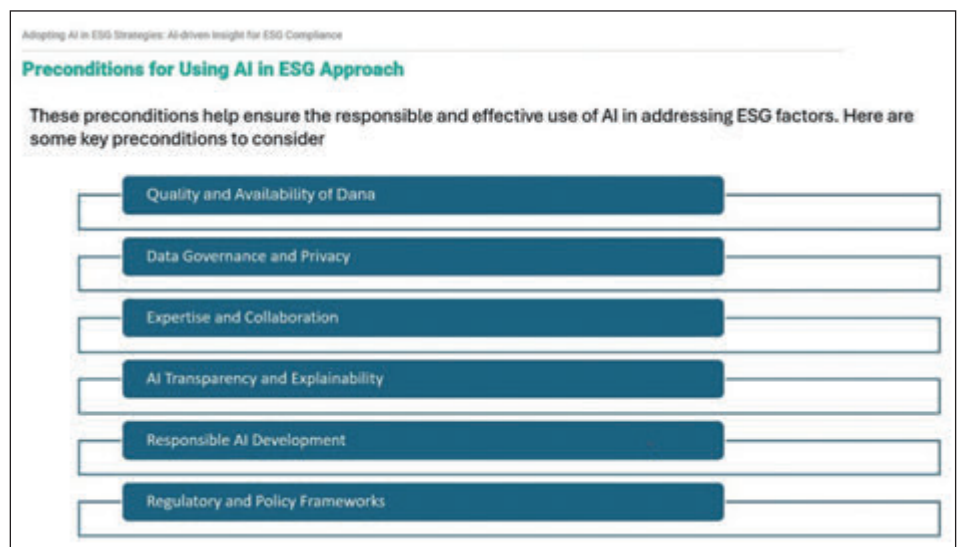 Adopting AI in ESG Strategies: AI-driven Insight for ESG Compliance
Preconditions for Using AI in ESG Approach
These preconditions help ensure the responsible and effective use of AI in addressing ESG factors. Here are
some key preconditions to consider
Quality and Availability of Dana
Data Governance and Privacy
Expertise and Collaboration
AI Transparency and Explainability
Responsible AI Development
Regulatory and Policy Frameworks